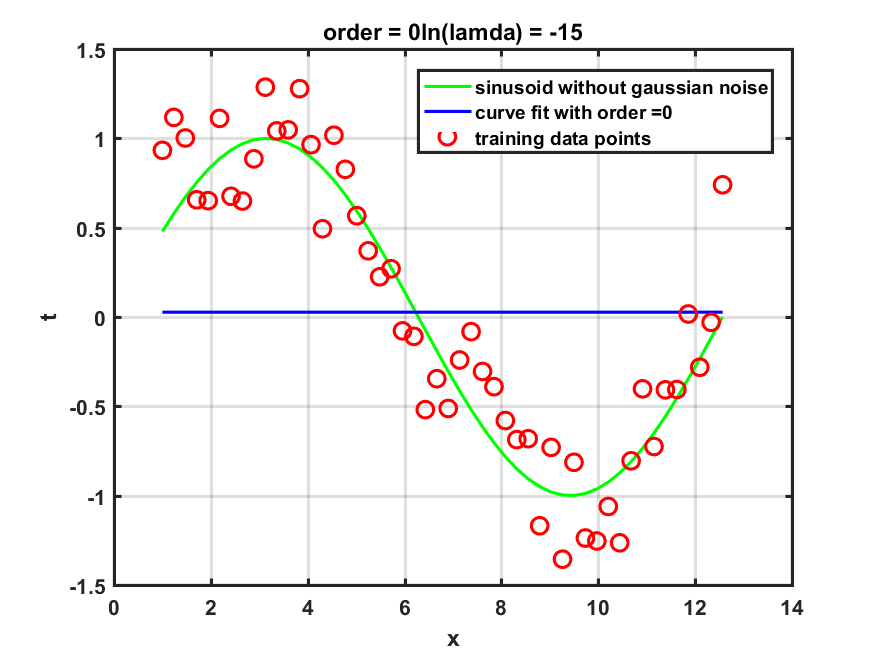 order = 0ln(lamda) = -15
1.5
sinusoid without gaussian noise
curve fit with order =0
training data points
1
0.5
t
0
-0.5
-1
-1.5
0 2 4 6 8 10 12 14
x